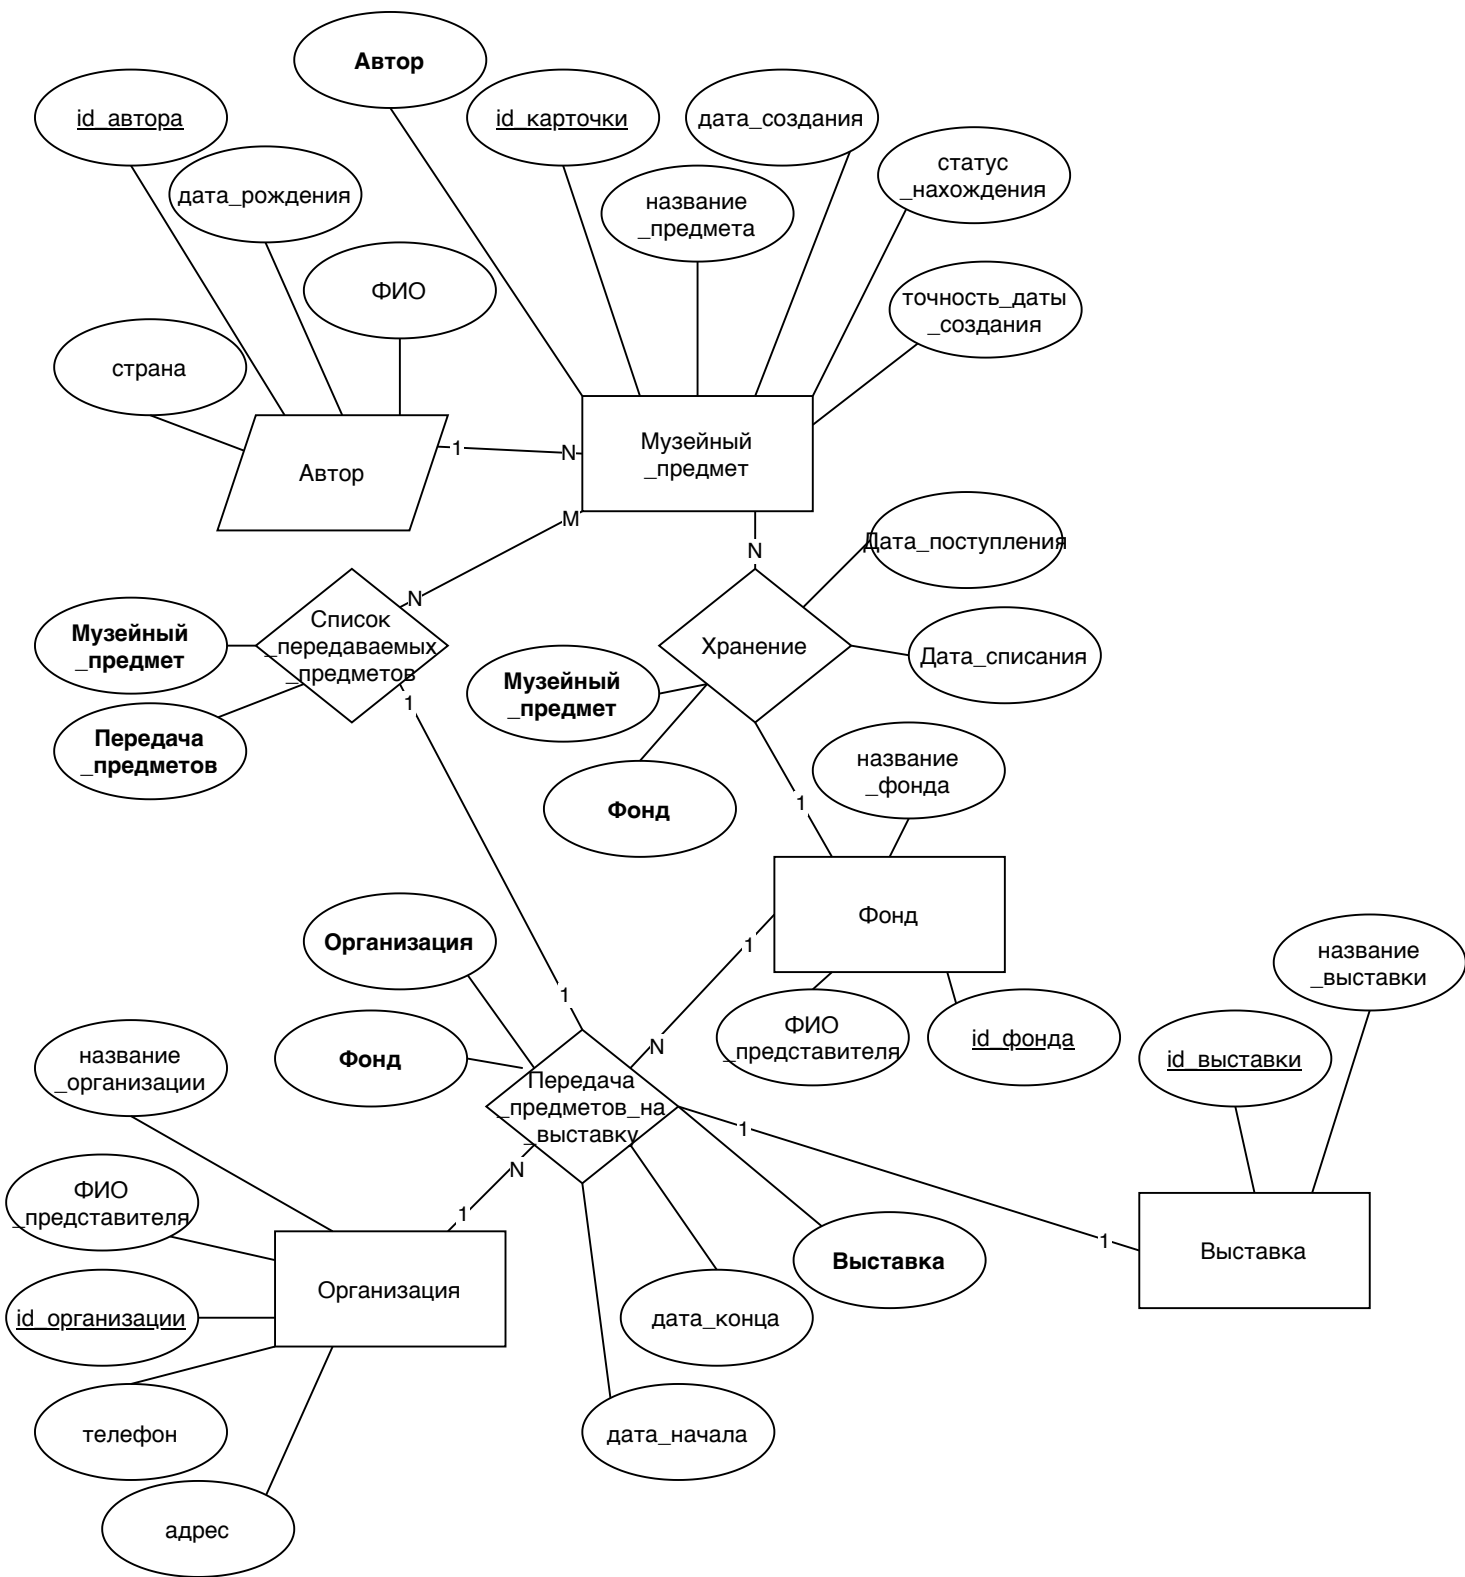 Автор
id_автора
id_карточки
дата_создания
статус
_нахождения
дата_рождения
название
_предмета
ФИО
точность_даты
_создания
страна
Музейный
_предмет
Автор
1
N
M
N
N
Дата_поступления
Список
_передаваемых
_предметов
Музейный
_предмет
Хранение
Дата_списания
Музейный
_предмет
1
Передача
_предметов
название
_фонда
1
Фонд
Фонд
Организация
1
название
_выставки
1
ФИО
_представителя
id_фонда
N
название
_организации
Фонд
id_выставки
Передача
_предметов_на
_выставку
1
N
ФИО
_представителя
1
1
Выставка
Выставка
Организация
id_организации
дата_конца
телефон
дата_начала
адрес